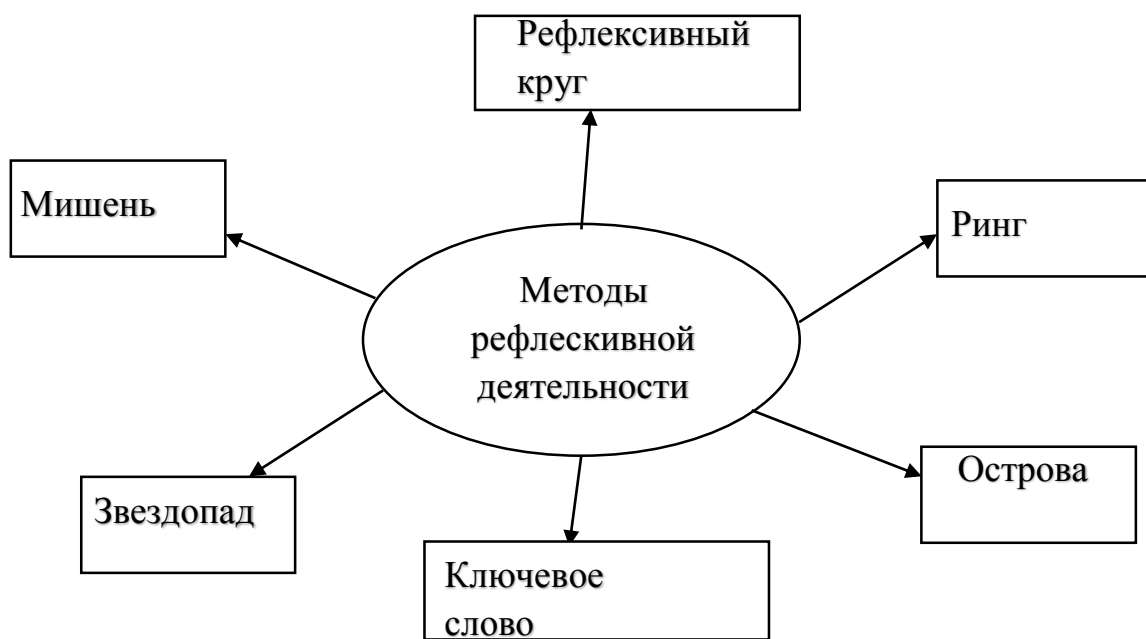 Рефлексивный
круг
Мишень
Ринг
Методы
рефлескивной
деятельности
Звездопад
Острова
Ключевое
слово